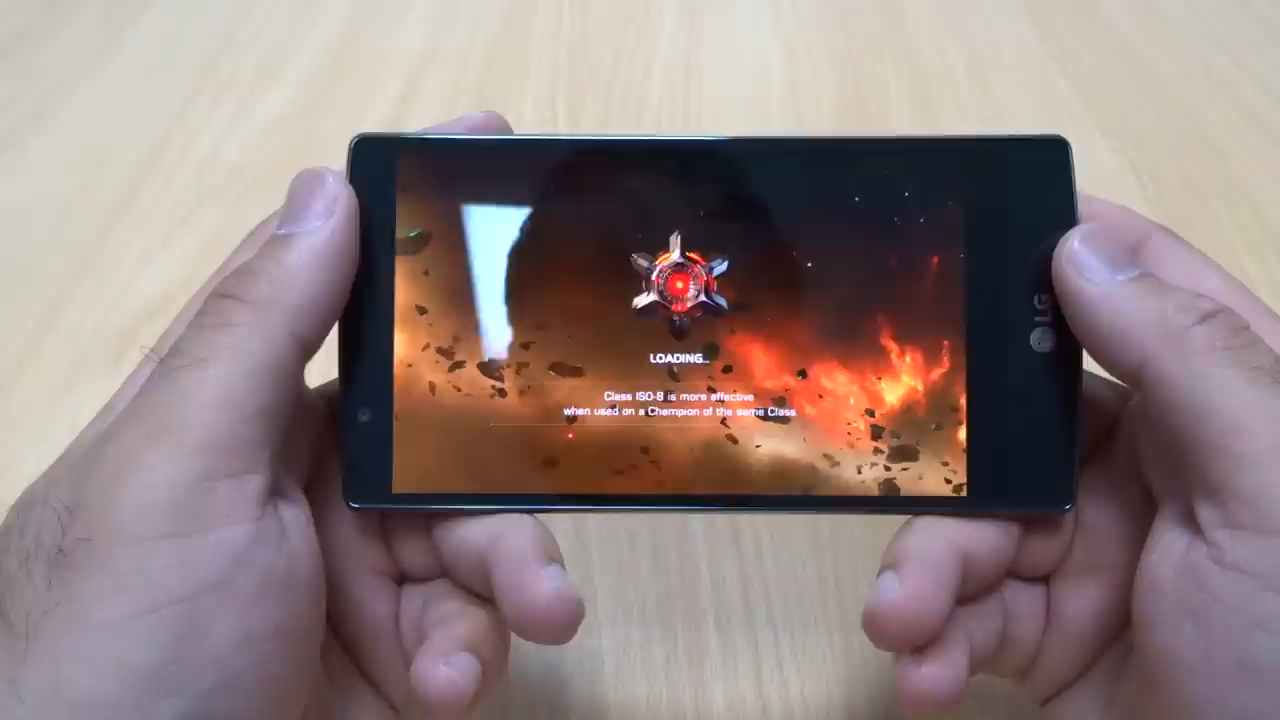 LOADING...
Class ISO-8 is more effective
when used on a Champion of the same Class
LG